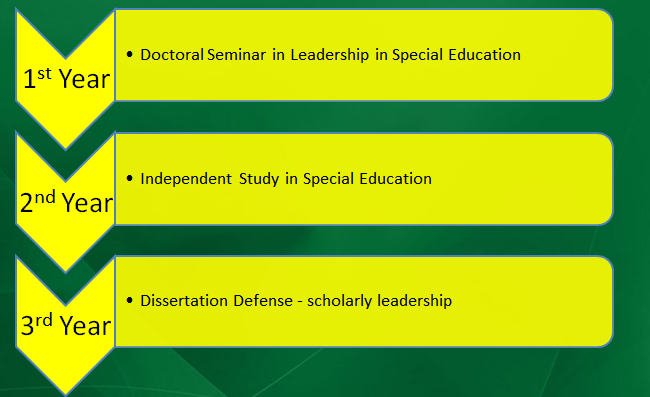 1st Year
• Doctoral Seminar in Leadership in Special Education
2nd Year
• Independent Study in Special Education
3rd Year
• Dissertation Defense - scholarly leadership